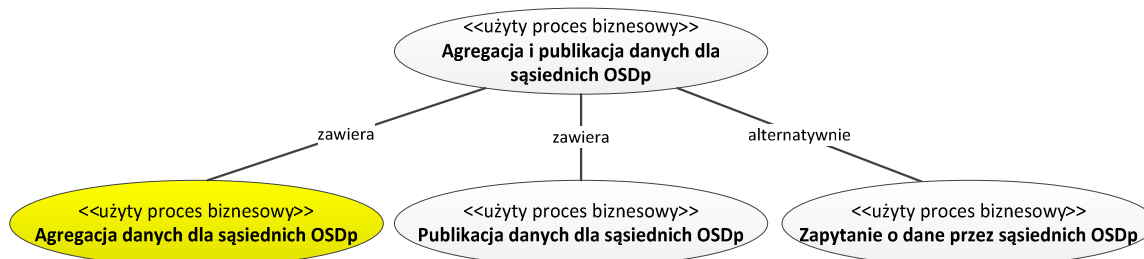 <<użyty proces biznesowy>>
Agregacja i publikacja danych dla
sąsiednich OSDp
zawiera
zawiera
alternatywnie
<<użyty proces biznesowy>>
Agregacja danych dla sąsiednich OSDp
<<użyty proces biznesowy>>
Publikacja danych dla sąsiednich OSDp
<<użyty proces biznesowy>>
Zapytanie o dane przez sąsiednich OSDp